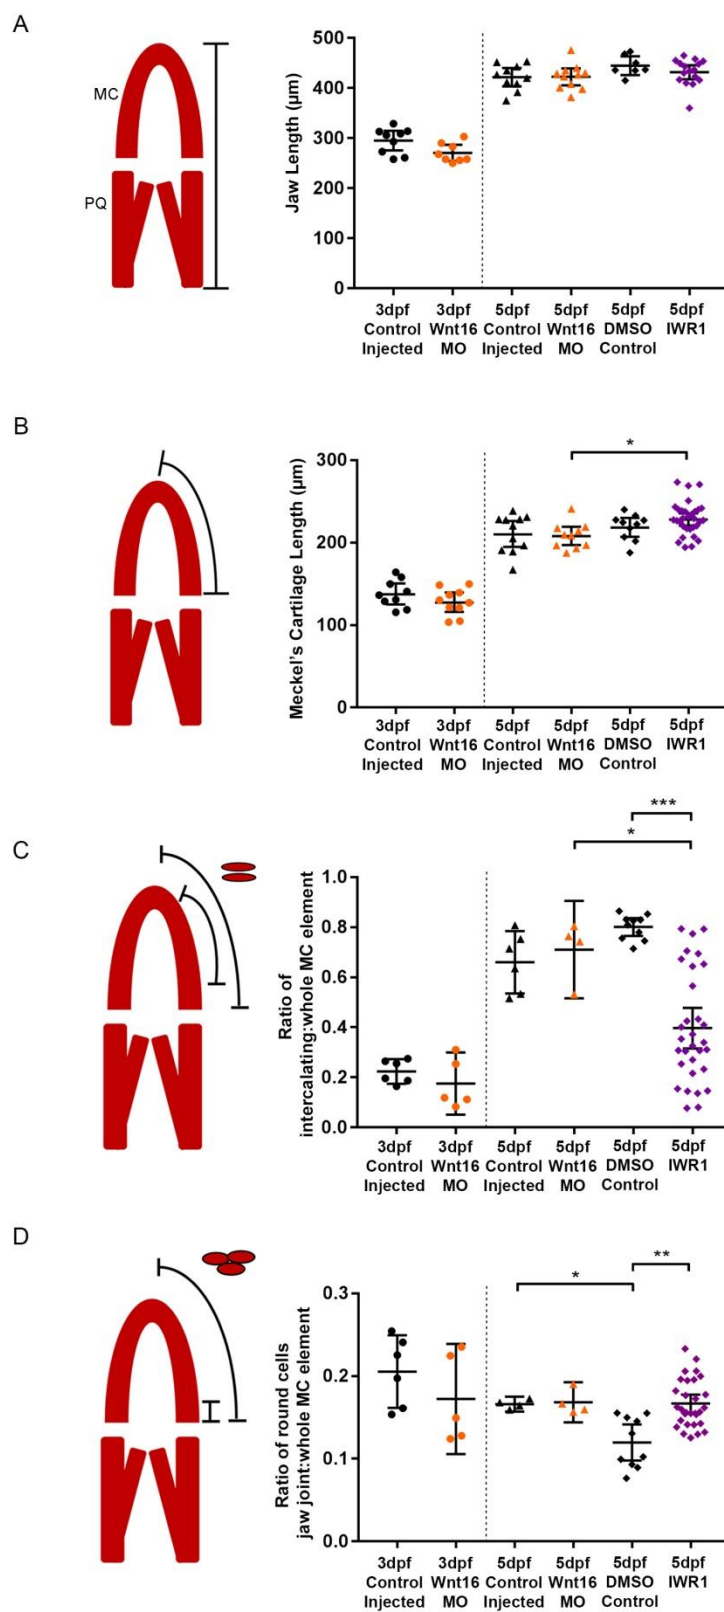 A
MC
PQ
Jaw Length (µm)
500
400
300
200
100
0
3dpf 3dpf 5dpf 5dpf 5dpf 5dpf
Control Wnt16 Control Wnt16 DMSO IWR1
Injected MO Injected MO Control
B
Meckel's Cartilage Length (µm)
*
300
200
100
0
3dpf 3dpf 5dpf 5dpf 5dpf 5dpf
Control Wnt16 Control Wnt16 DMSO IWR1
Injected MO Injected MO Control
C
Ratio of
intercalating:whole MC element
***
*
1.0
0.8
0.6
0.4
0.2
0.0
3dpf 3dpf 5dpf 5dpf 5dpf 5dpf
Control Wnt16 Control Wnt16 DMSO IWR1
Injected MO Injected MO Control
D
Ratio of round cells
jaw joint:whole MC element
* **
0.3
0.2
0.1
0.0
3dpf 3dpf 5dpf 5dpf 5dpf 5dpf
Control Wnt16 Control Wnt16 DMSO IWR1
Injected MO Injected MO Control